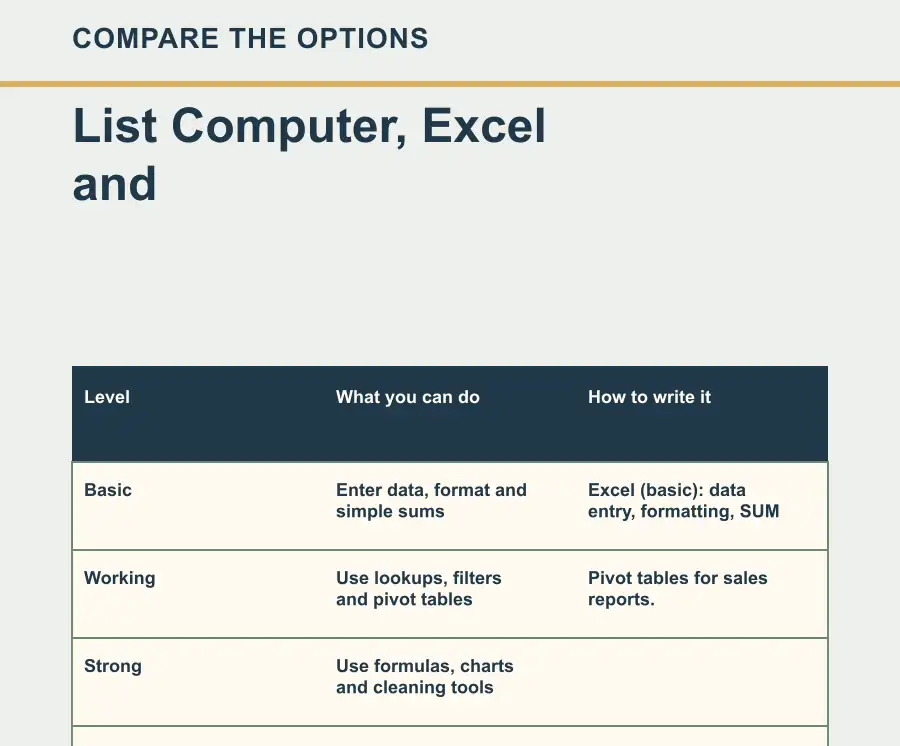 COMPARE THE OPTIONS
List Computer, Excel
and
Level What you can do How to write it
Basic Enter data, format and Excel (basic): data
simple sums entry, formatting, SUM
Working Use lookups, filters Pivot tables for sales
and pivot tables reports.
Strong Use formulas, charts
and cleaning tools